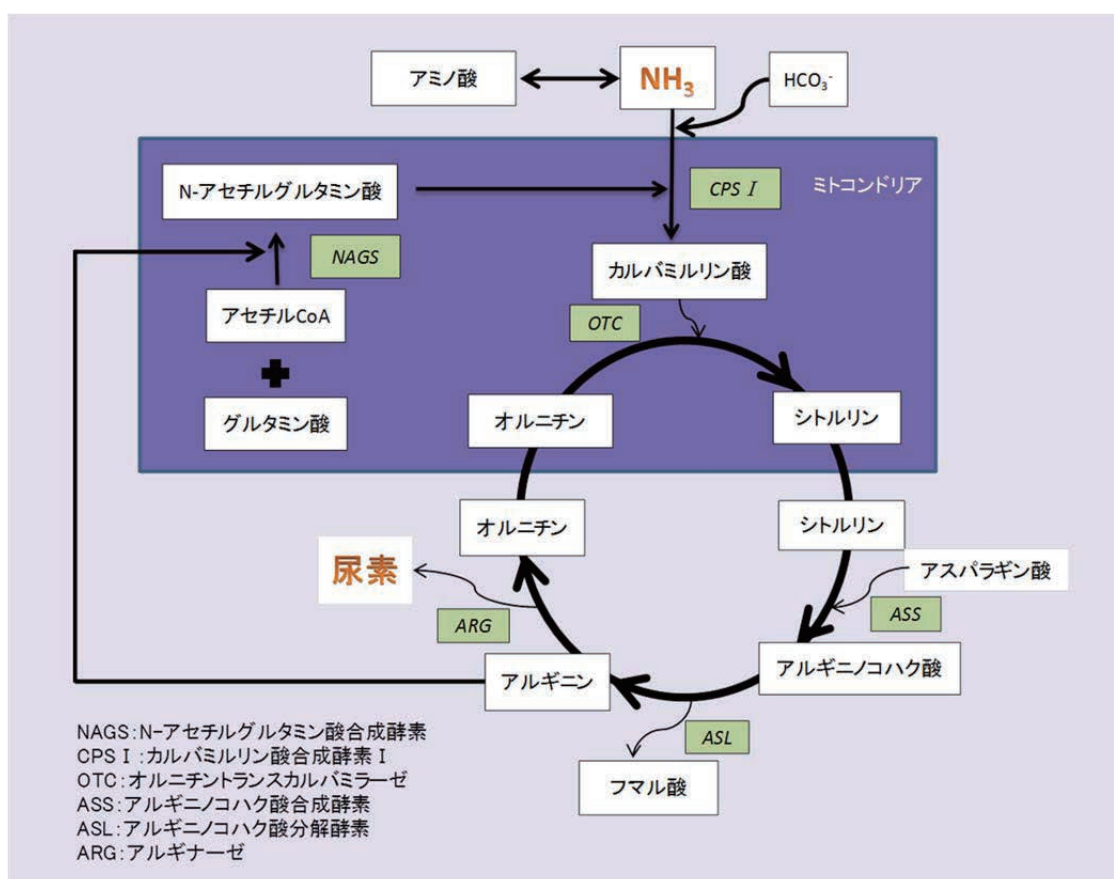 アミノ酸
NH3
HCO3-
N-アセチルグルタミン酸
CPS I
ミトコンドリア
NAGS
カルバミルリン酸
アセチルCoA
OTC
グルタミン酸
オルニチン
シトルリン
オルニチン
シトルリン
尿素
アスパラギン酸
ARG
ASS
アルギニン
アルギニノコハク酸
ASL
フマル酸
NAGS:N-アセチルグルタミン酸合成酵素
CPS I:カルバミルリン酸合成酵素 I
OTC:オルニチントランスカルバミラーゼ
ASS:アルギニノコハク酸合成酵素
ASL:アルギニノコハク酸分解酵素
ARG:アルギナーゼ